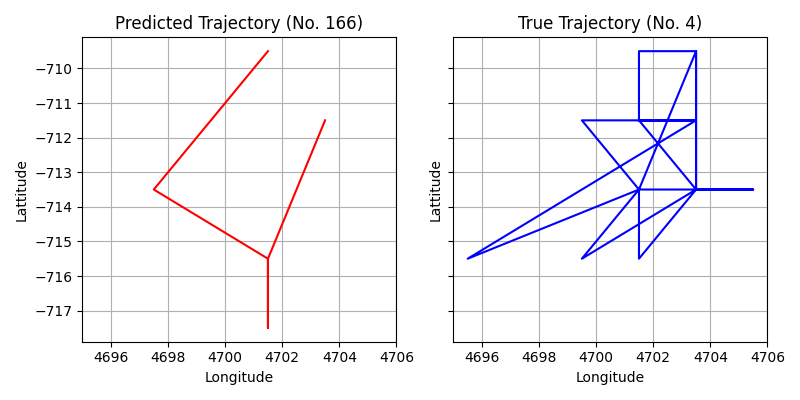 Predicted Trajectory (No. 166)
True Trajectory (No. 4)
Lattitude
−710
−711
−712
−713
−714
−715
−716
−717
4696 4698 4700 4702 4704 4706
Longitude
Lattitude
4696 4698 4700 4702 4704 4706
Longitude